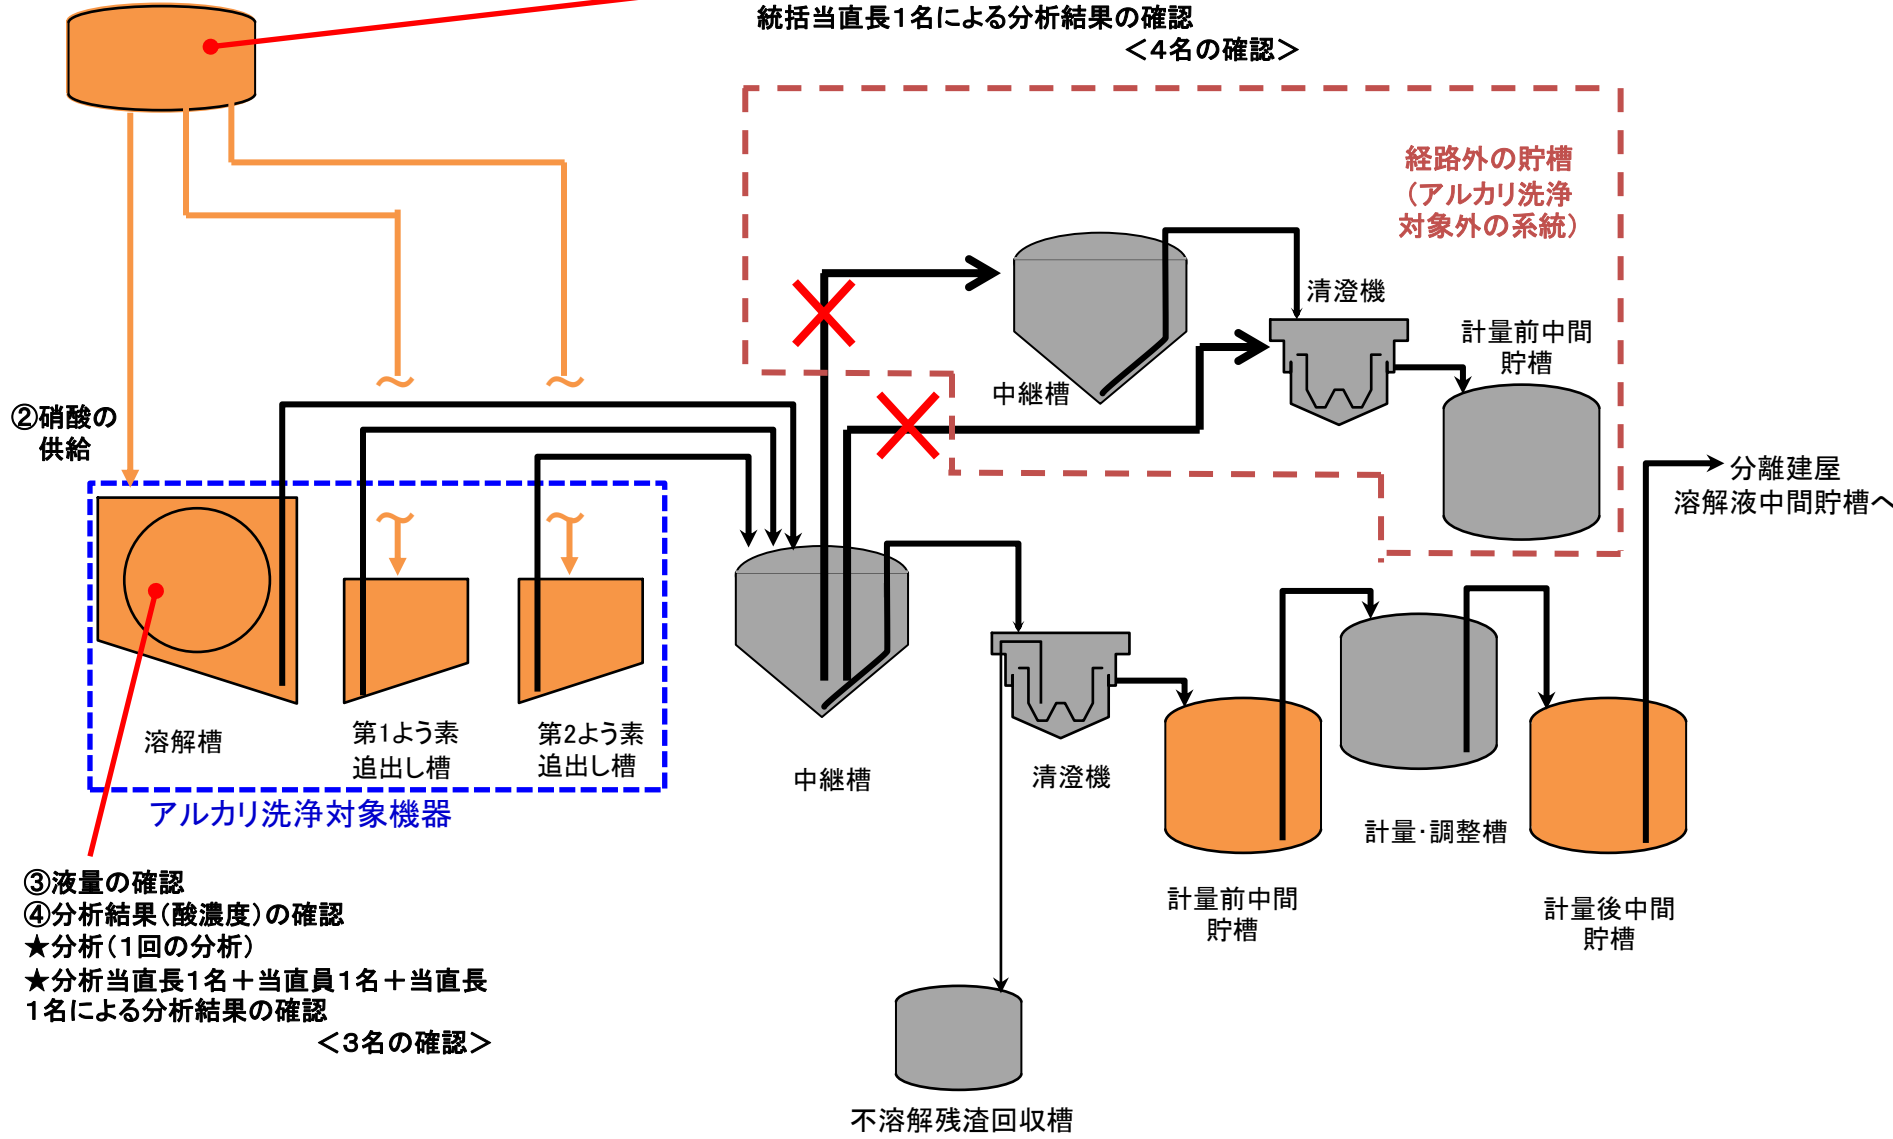 統括当直長１名による分析結果の確認
＜４名の確認＞
経路外の貯槽
（アルカリ洗浄
対象外の系統）
清澄機
計量前中間
貯槽
中継槽
②硝酸の
供給
分離建屋
溶解液中間貯槽へ
溶解槽
第1よう素
追出し槽
第2よう素
追出し槽
中継槽
清澄機
アルカリ洗浄対象機器
計量・調整槽
計量前中間
貯槽
計量後中間
貯槽
③液量の確認
④分析結果（酸濃度）の確認
★分析（１回の分析）
★分析当直長１名＋当直員１名＋当直長
１名による分析結果の確認
＜３名の確認＞
不溶解残渣回収槽